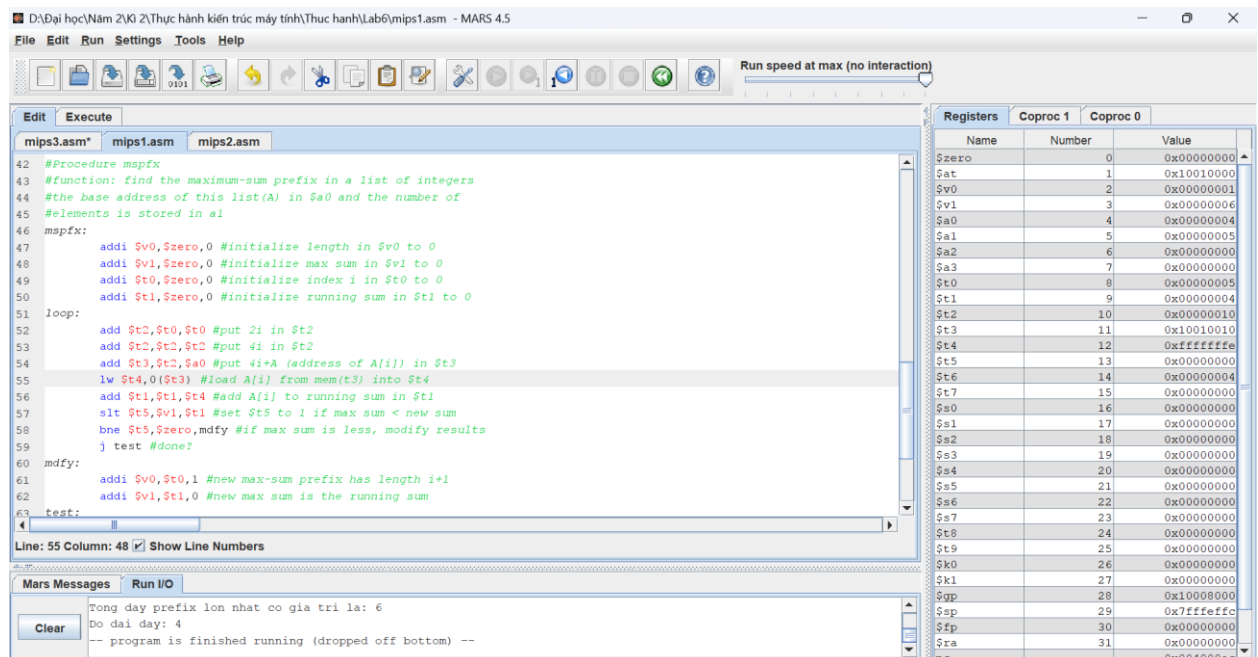 D:\Đại học\Năm 2\Kì 2\Thực hành kiến trúc máy tính\Thuc hanh\Lab6\mips1.asm - MARS 4.5
File Edit Run Settings Tools Help
Run speed at max (no interaction)
Edit Execute
mips3.asm* mips1.asm mips2.asm
42 #Procedure mspfx
43 #function: find the maximum-sum prefix in a list of integers
44 #the base address of this list(A) in $a0 and the number of
45 #elements is stored in a1
46 mspfx:
47 addi $v0,$zero,0 #initialize length in $v0 to 0
48 addi $v1,$zero,0 #initialize max sum in $v1 to 0
49 addi $t0,$zero,0 #initialize index i in $t0 to 0
50 addi $t1,$zero,0 #initialize running sum in $t1 to 0
51 loop:
52 add $t2,$t0,$t0 #put 2i in $t2
53 add $t2,$t2,$t2 #put 4i in $t2
54 add $t3,$t2,$a0 #put 4i+A (address of A[i]) in $t3
55 lw $t4,0($t3) #load A[i] from mem(t3) into $t4
56 add $t1,$t1,$t4 #add A[i] to running sum in $t1
57 slt $t5,$v1,$t1 #set $t5 to 1 if max sum < new sum
58 bne $t5,$zero,mdfy #if max sum is less, modify results
59 j test #done?
60 mdfy:
61 addi $v0,$t0,1 #new max-sum prefix has length i+1
62 addi $v1,$t1,0 #new max sum is the running sum
63 test:
Line: 55 Column: 48 Show Line Numbers
Mars Messages Run I/O
Clear
Tong day prefix lon nhat co gia tri la: 6
Do dai day: 4
-- program is finished running (dropped off bottom) --
Registers Coproc 1 Coproc 0
Name Number Value
$zero 0 0x00000000
$at 1 0x10010000
$v0 2 0x00000001
$v1 3 0x00000006
$a0 4 0x00000004
$a1 5 0x00000005
$a2 6 0x00000000
$a3 7 0x00000000
$t0 8 0x00000005
$t1 9 0x00000004
$t2 10 0x00000010
$t3 11 0x10010010
$t4 12 0xfffffffe
$t5 13 0x00000000
$t6 14 0x00000004
$t7 15 0x00000000
$s0 16 0x00000000
$s1 17 0x00000000
$s2 18 0x00000000
$s3 19 0x00000000
$s4 20 0x00000000
$s5 21 0x00000000
$s6 22 0x00000000
$s7 23 0x00000000
$t8 24 0x00000000
$t9 25 0x00000000
$k0 26 0x00000000
$k1 27 0x00000000
$gp 28 0x10008000
$sp 29 0x7fffeffc
$fp 30 0x00000000
$ra 31 0x00000000